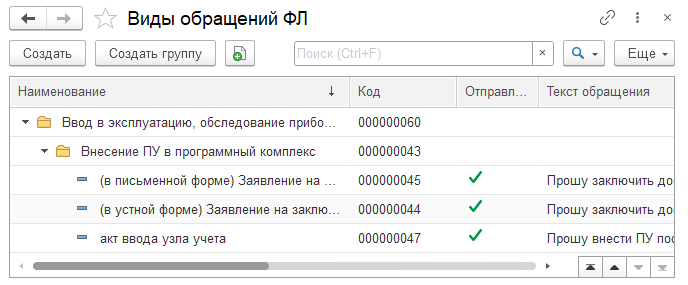 Виды обращений ФЛ
Создать Создать группу Поиск (Ctrl+F) Еще
Наименование Код Отправл... Текст обращения
Ввод в эксплуатацию, обследование прибо... 000000060
Внесение ПУ в программный комплекс 000000043
(в письменной форме) Заявление на ... 000000045 Прошу заключить до
(в устной форме) Заявление на заклю... 000000044 Прошу заключить до
акт ввода узла учета 000000047 Прошу внести ПУ пос